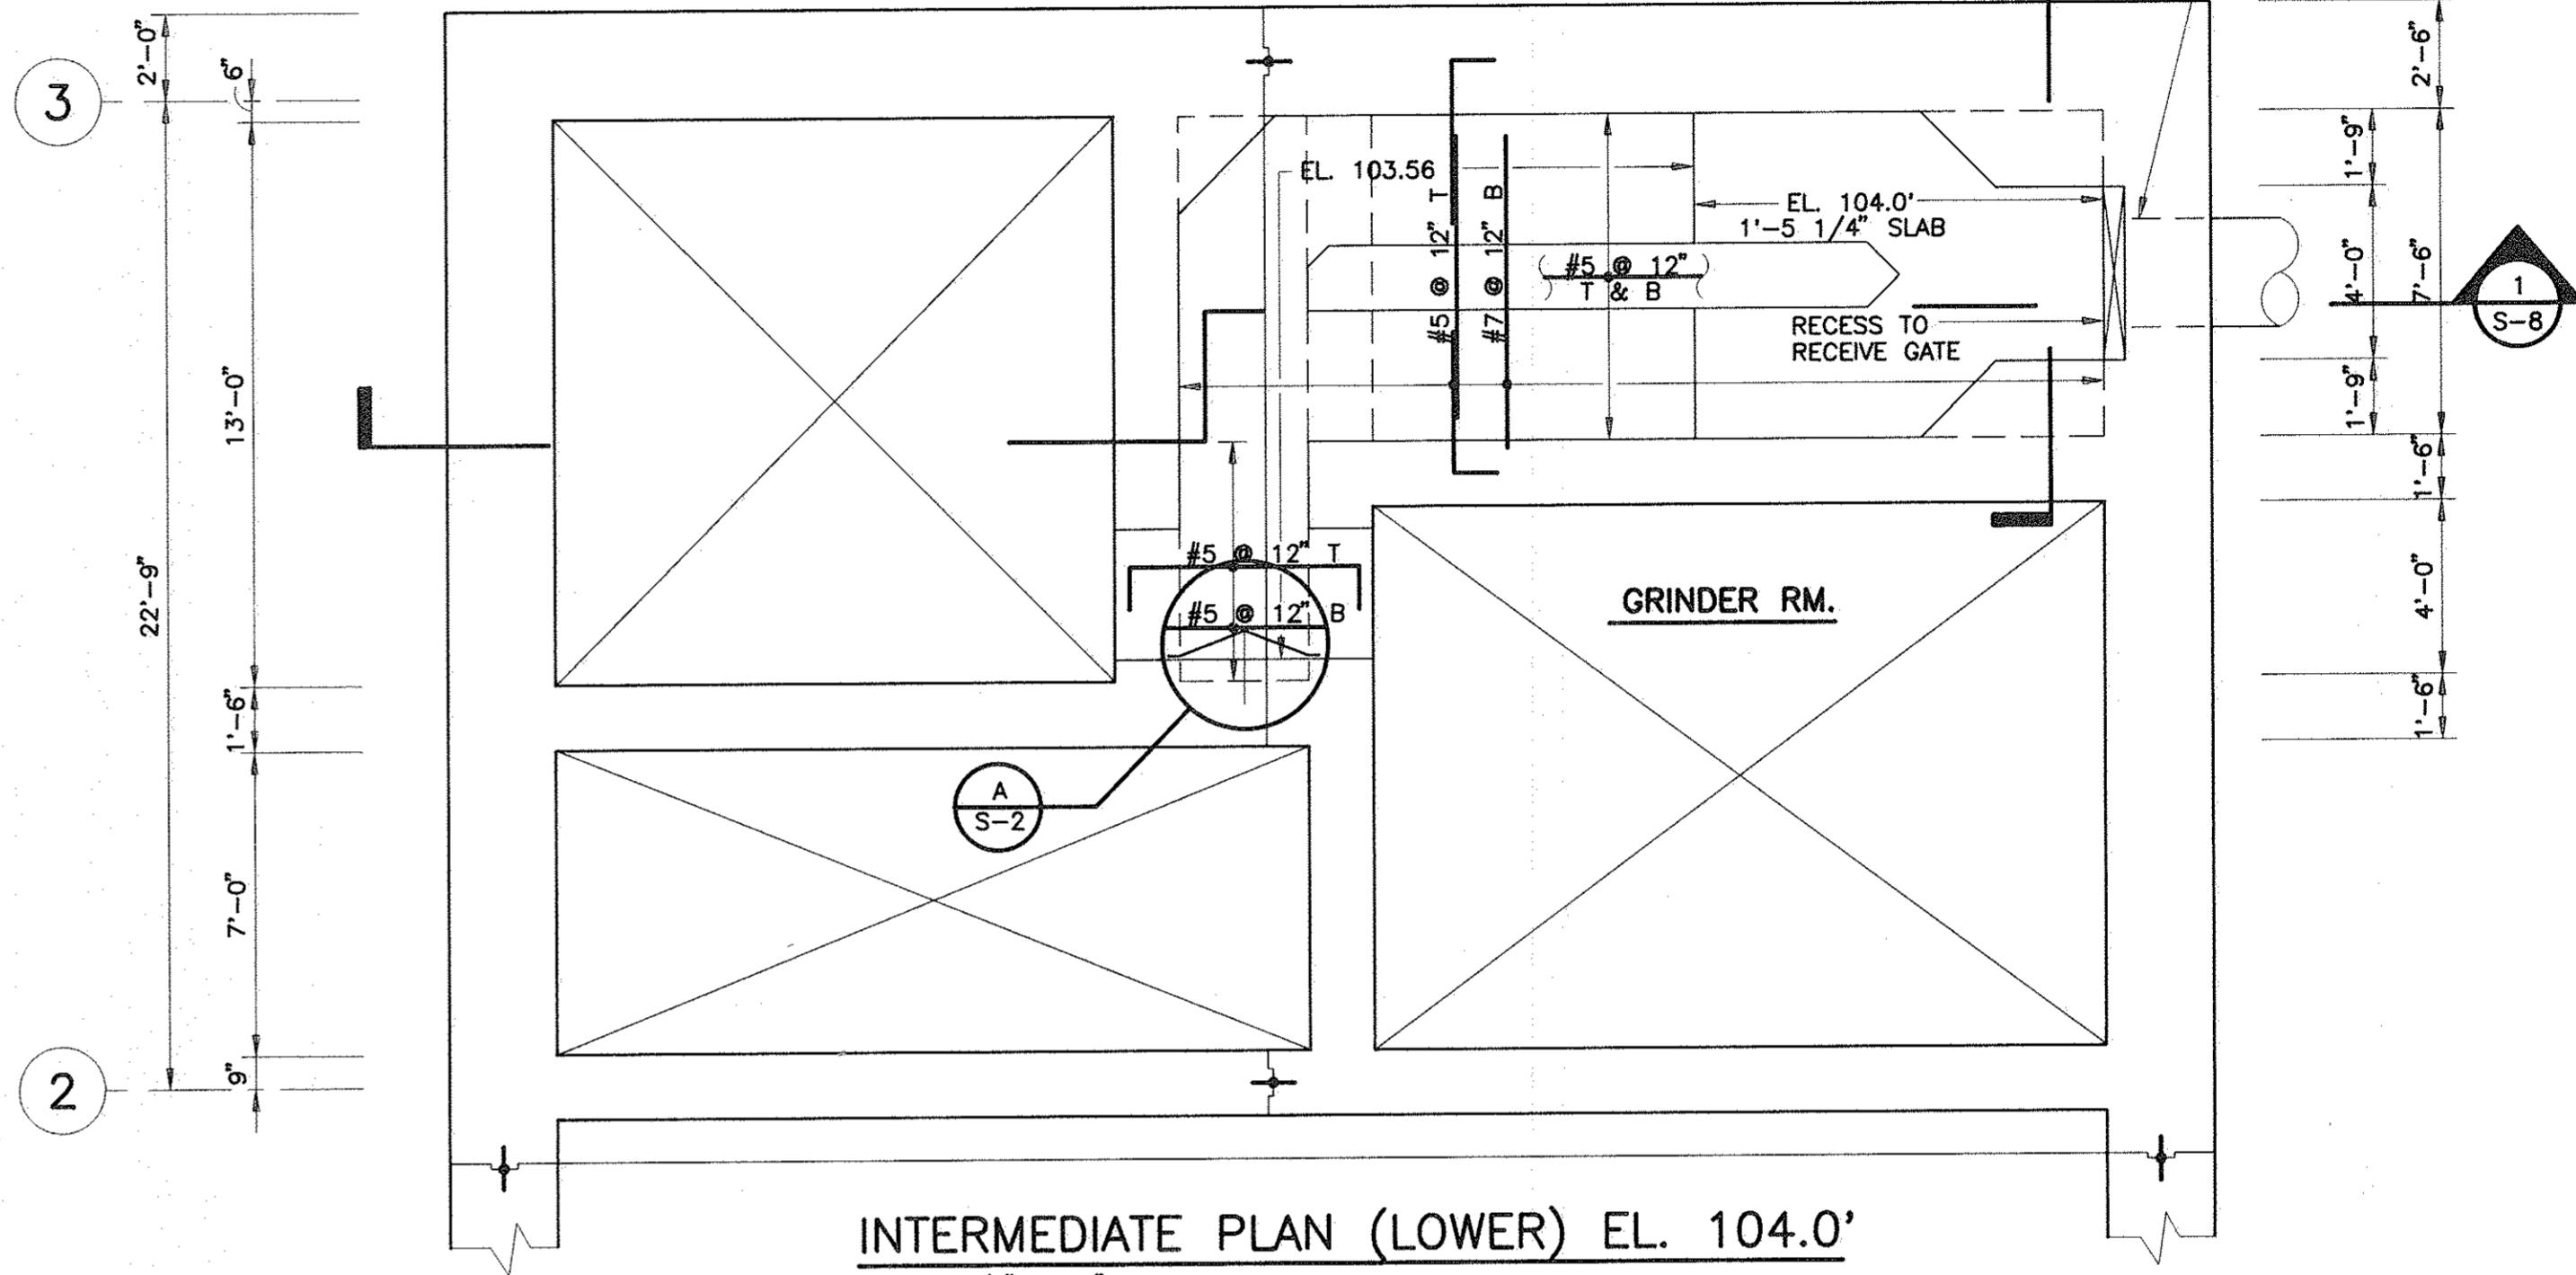 3
2'-0"
6"
13'-0"
22'-9"
1'-6"
7'-0"
9"
2
EL. 103.56
#5 @ 12" T
#7 @ 12" B
EL. 104.0'
1'-5 1/4" SLAB
#5 @ 12"
T & B
RECESS TO
RECEIVE GATE
#5 @ 12" T
#5 @ 12" B
GRINDER RM.
A
S-2
2'-6"
1'-9"
4'-0"
7'-6"
1'-9"
1'-6"
4'-0"
1'-6"
1
S-8
INTERMEDIATE PLAN (LOWER) EL. 104.0'